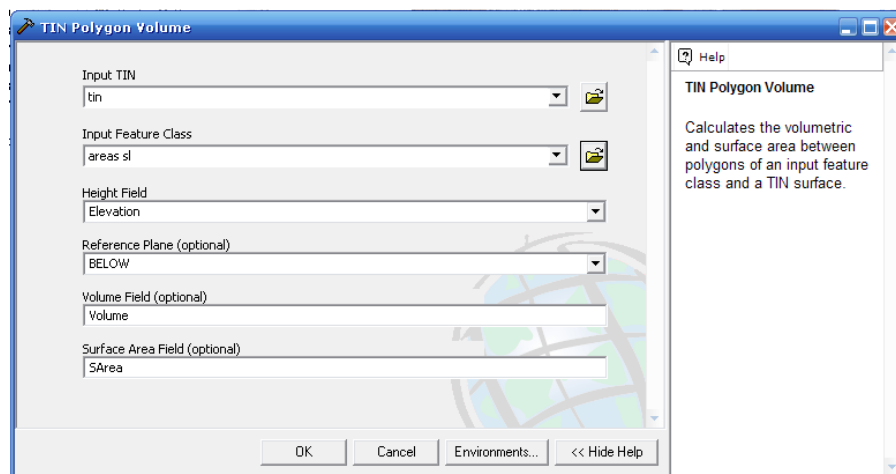 TIN Polygon Volume
Input TIN
tin
Input Feature Class
areas sl
Height Field
Elevation
Reference Plane (optional)
BELOW
Volume Field (optional)
Volume
Surface Area Field (optional)
SArea
OK
Cancel
Environments...
<< Hide Help
Help
TIN Polygon Volume
Calculates the volumetric
and surface area between
polygons of an input feature
class and a TIN surface.